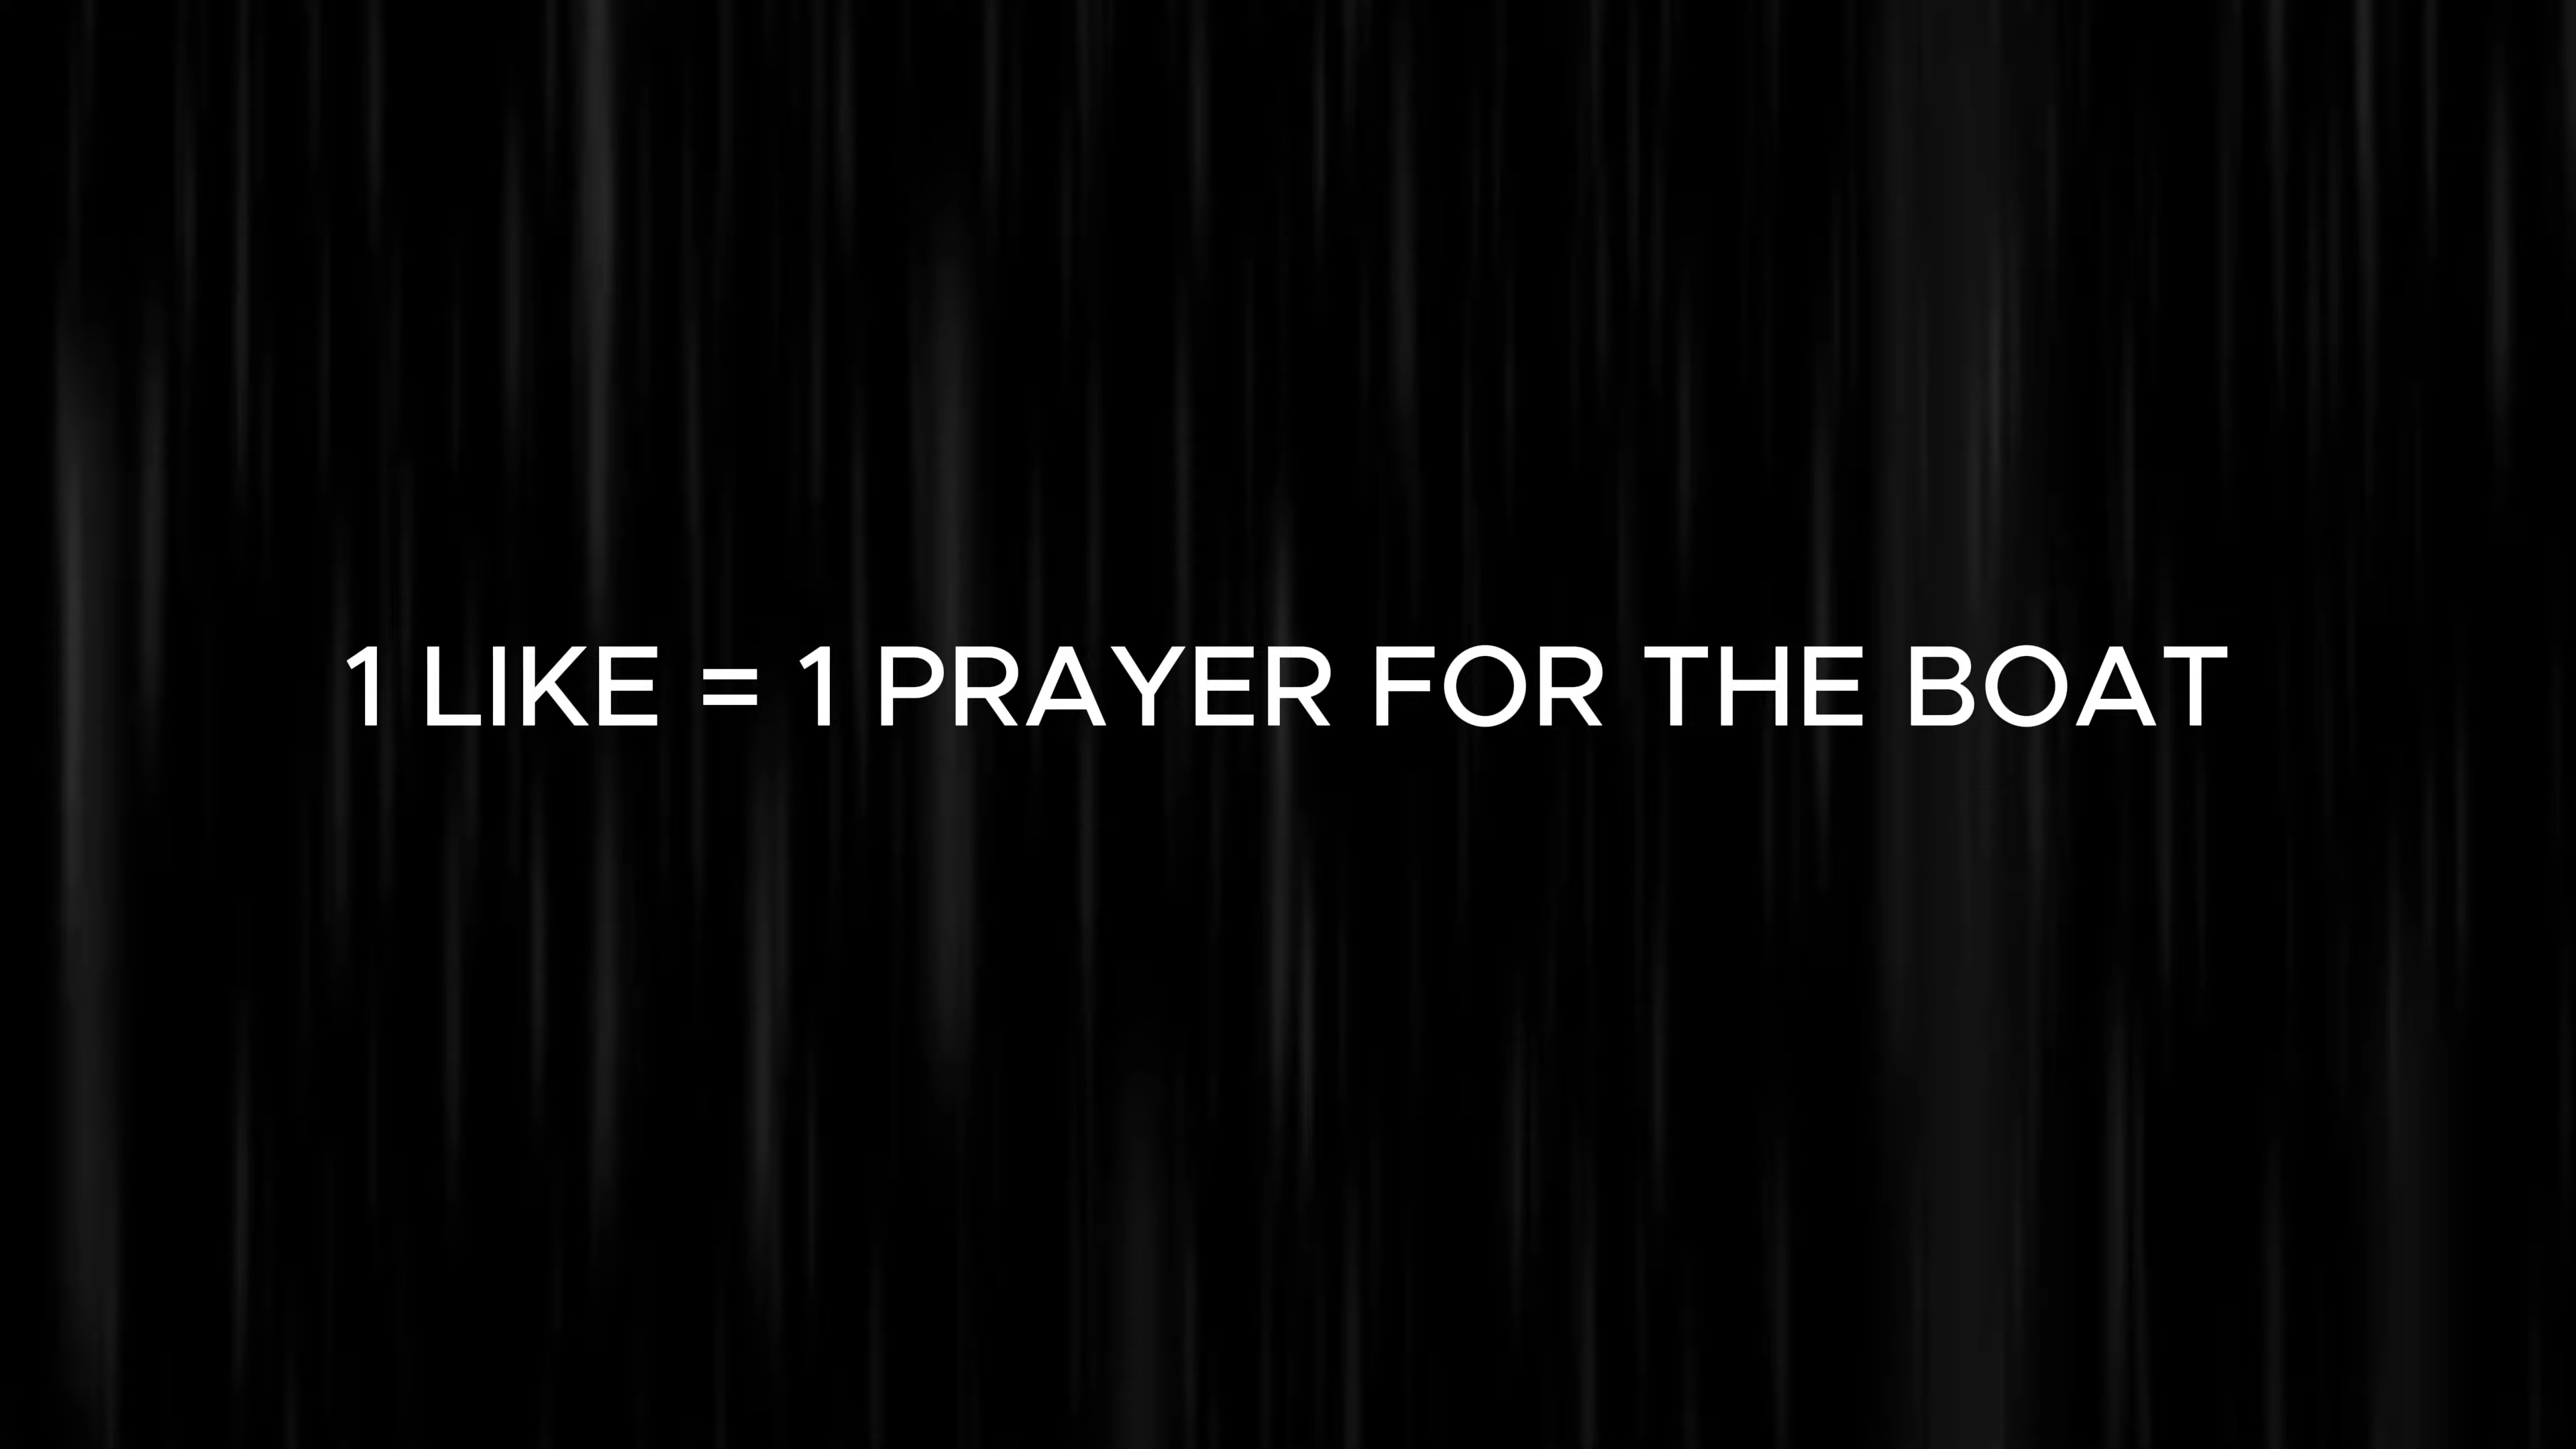 1 LIKE = 1 PRAYER FOR THE BOAT